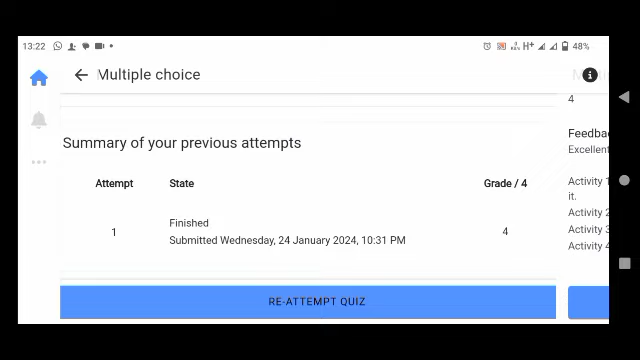 13:22 48%
Multiple choice
4
Summary of your previous attempts
Feedbac
Excellent
Attempt State Grade / 4
Activity 1
it.
Activity 2
Activity 3
Activity 4
1 Finished 4
Submitted Wednesday, 24 January 2024, 10:31 PM
RE-ATTEMPT QUIZ